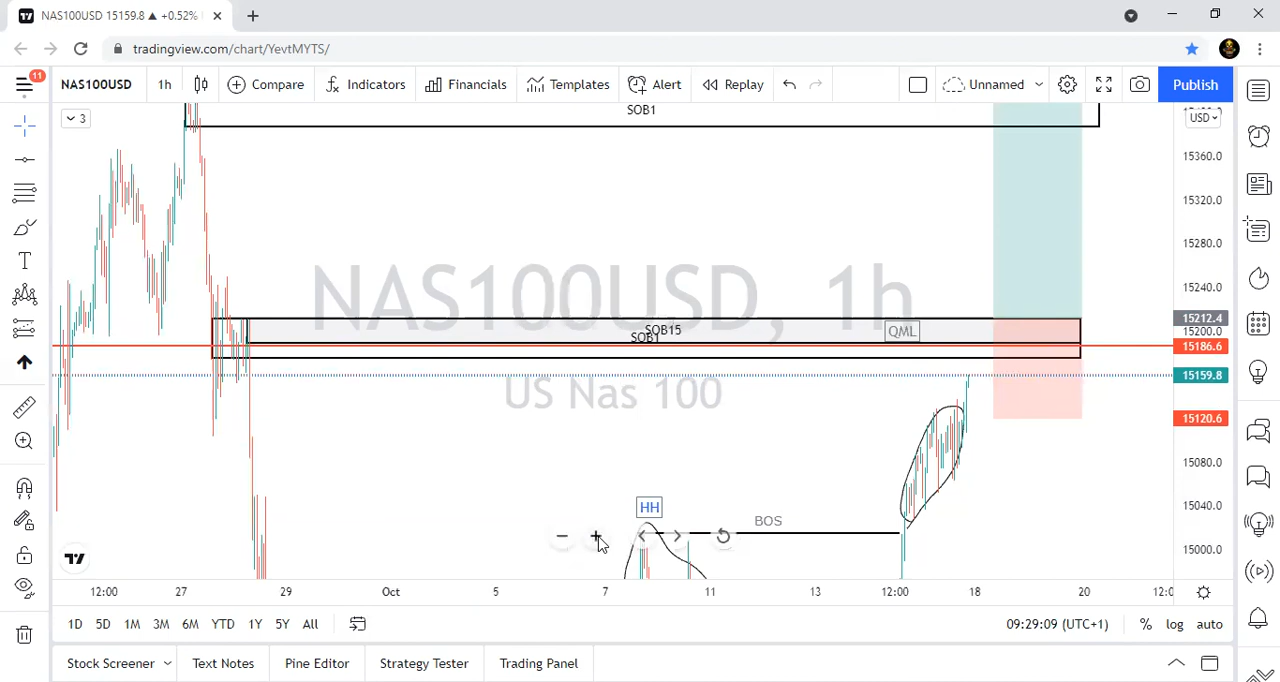 NAS100USD 15159.8 ▲ +0.52%
tradingview.com/chart/YevtMYTS/
11
NAS100USD 1h Compare Indicators Financials Templates Alert Replay Unnamed Publish
3
SOB1
USD
15360.0
15320.0
15280.0
15240.0
NAS100USD, 1h
15212.4
SOB15
QML
15200.0
SOB1
15186.6
15159.8
US Nas 100
15120.6
15080.0
HH
15040.0
BOS
15000.0
12:00 27 29 Oct 5 7 11 13 12:00 18 20 12:0
1D 5D 1M 3M 6M YTD 1Y 5Y All 09:29:09 (UTC+1) % log auto
Stock Screener Text Notes Pine Editor Strategy Tester Trading Panel